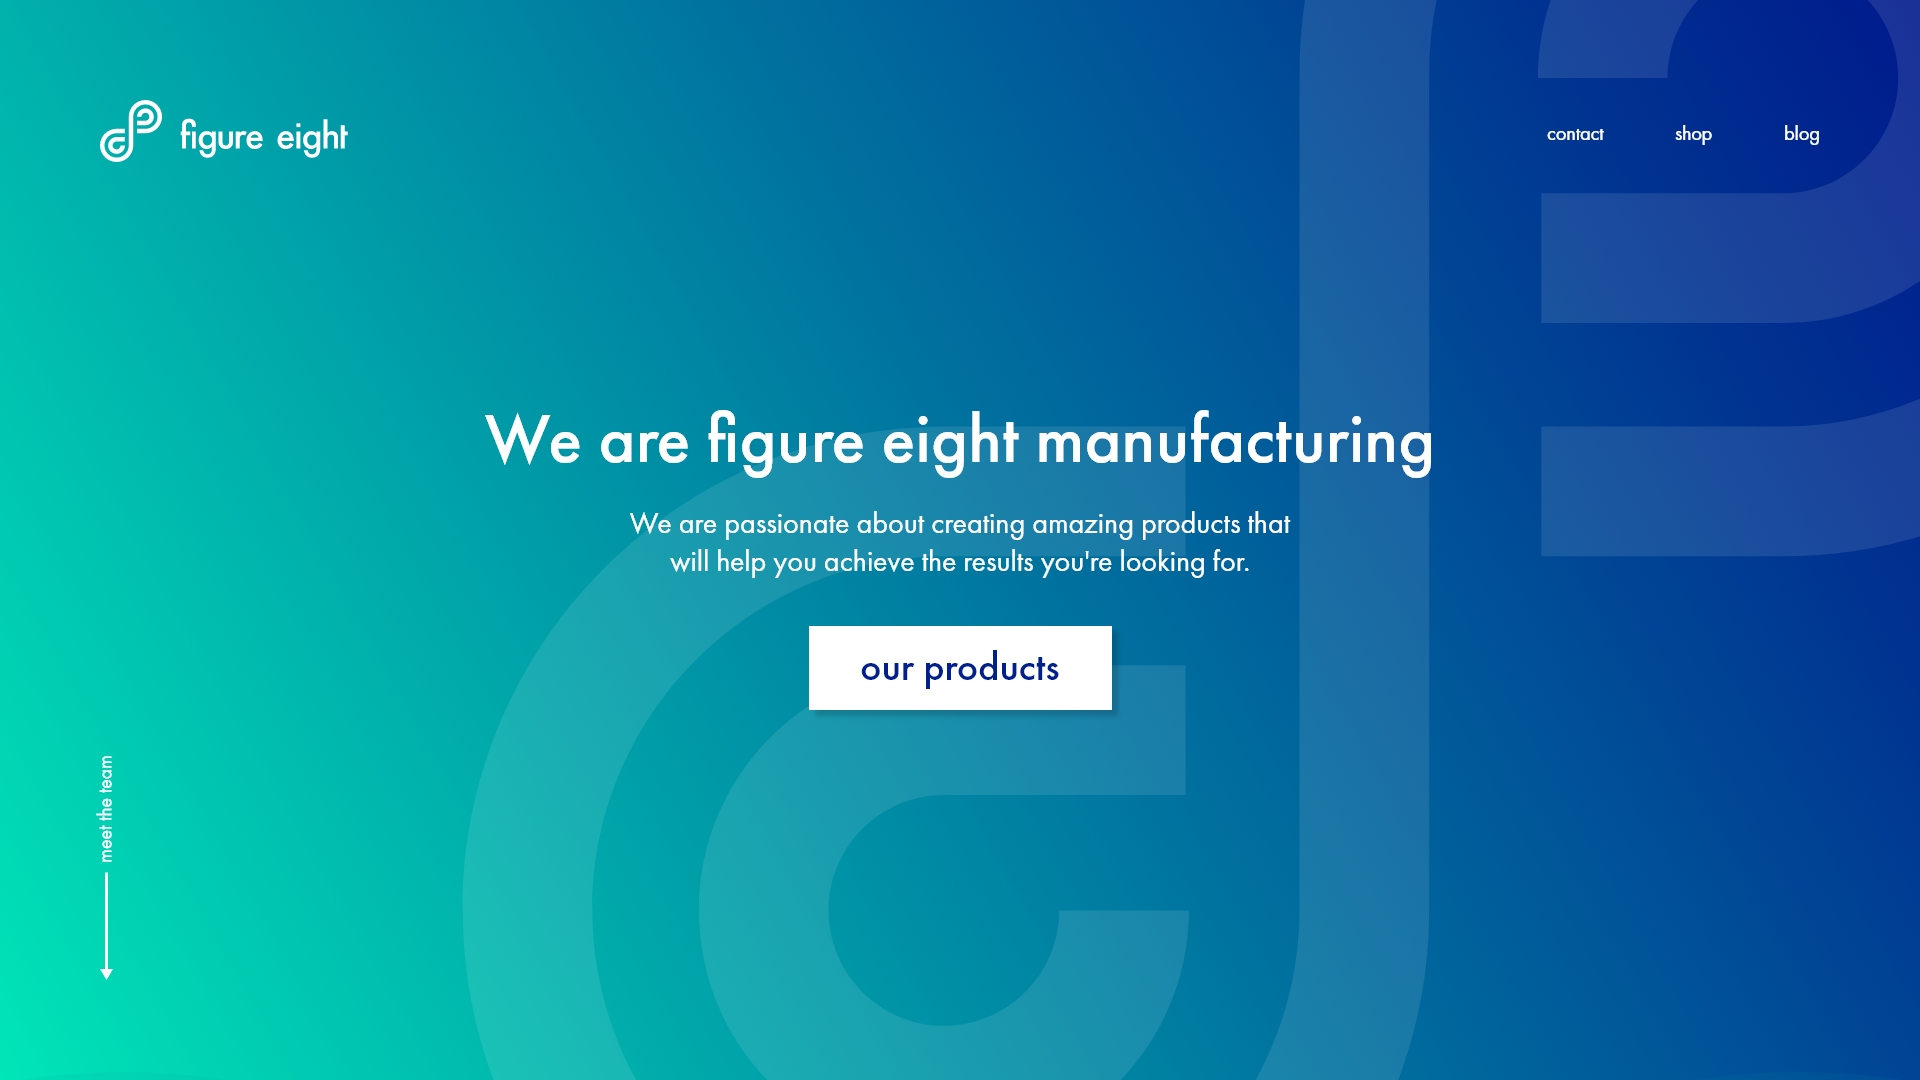 figure eight
contact
shop
blog
We are figure eight manufacturing
We are passionate about creating amazing products that
will help you achieve the results you're looking for.
our products
meet the team